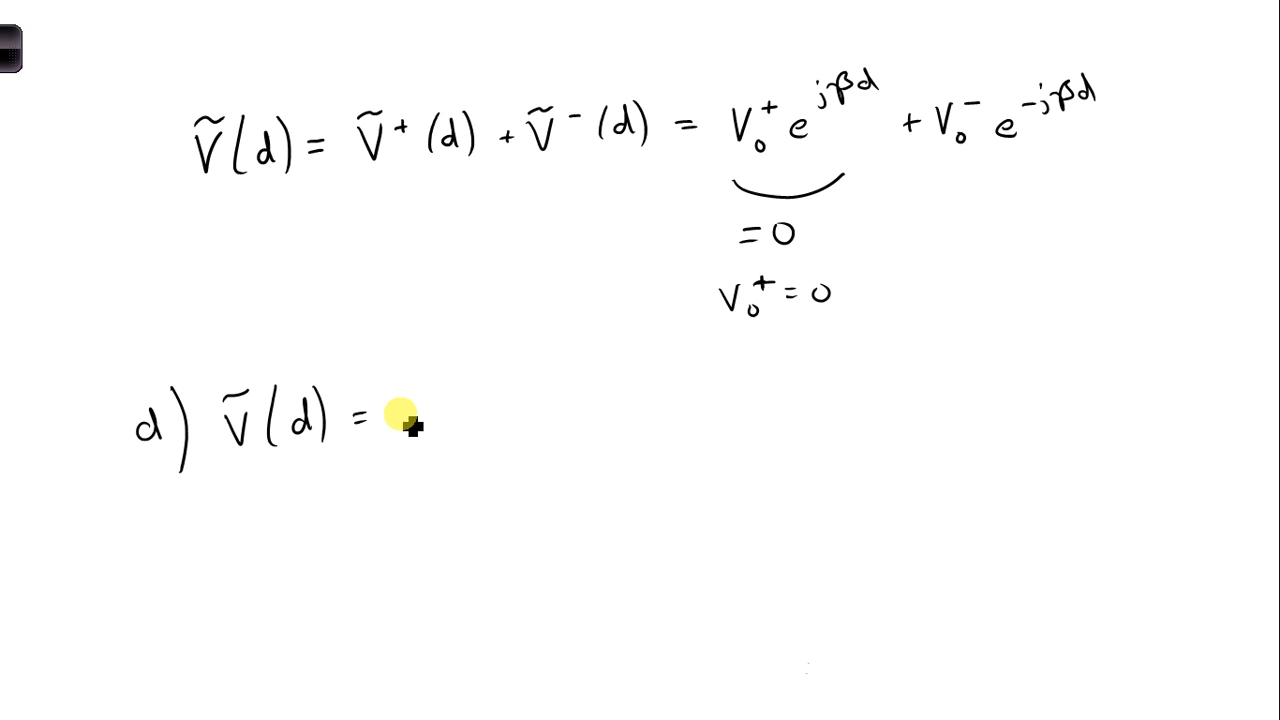 Ṽ(d) = Ṽ⁺(d) + Ṽ⁻(d) = V₀⁺ e^{jβd} + V₀⁻ e^{-jβd}
= 0
V₀⁺ = 0
d) Ṽ(d) =